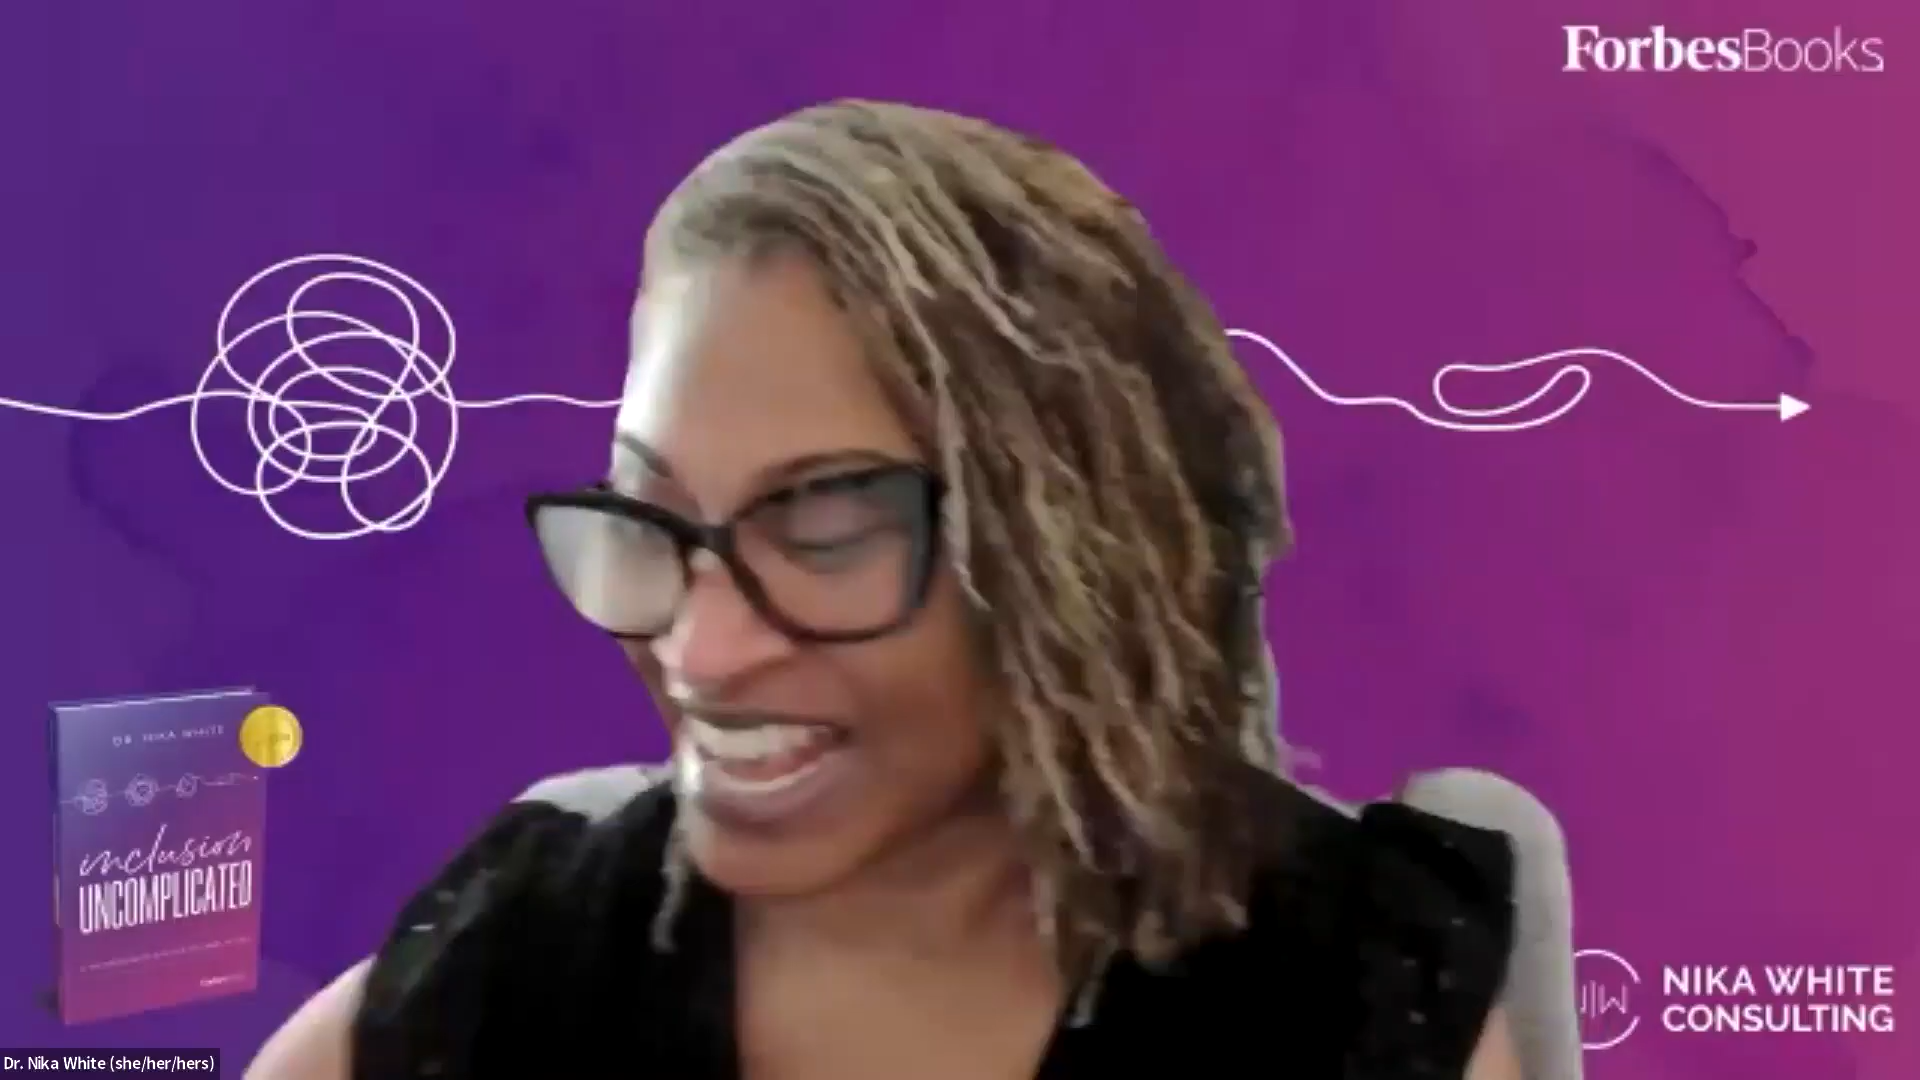 ForbesBooks
DR. NIKA WHITE
inclusion
UNCOMPLICATED
NIKA WHITE
CONSULTING
Dr. Nika White (she/her/hers)